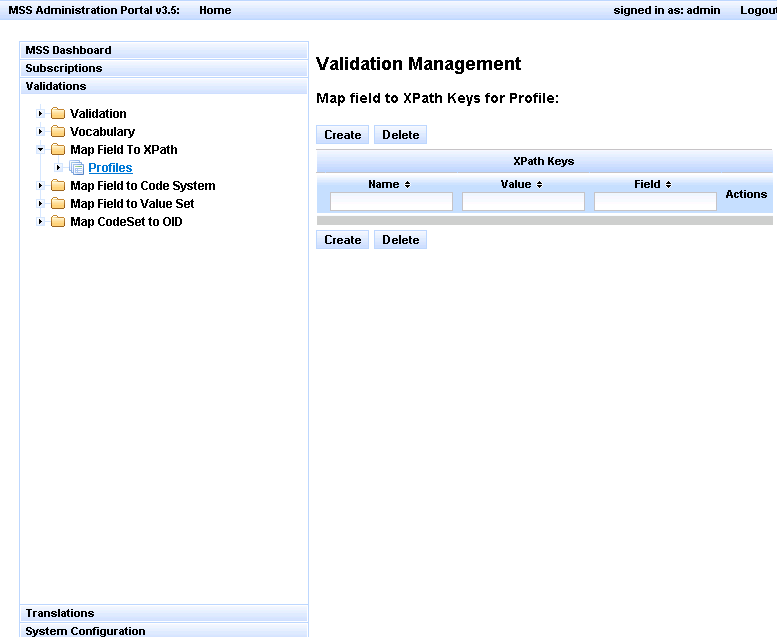 MSS Administration Portal v3.5: Home signed in as: admin Logout
MSS Dashboard
Subscriptions
Validations
Validation
Vocabulary
Map Field To XPath
Profiles
Map Field to Code System
Map Field to Value Set
Map CodeSet to OID
Translations
System Configuration
Validation Management
Map field to XPath Keys for Profile:
Create Delete
XPath Keys
Name Value Field Actions
Create Delete